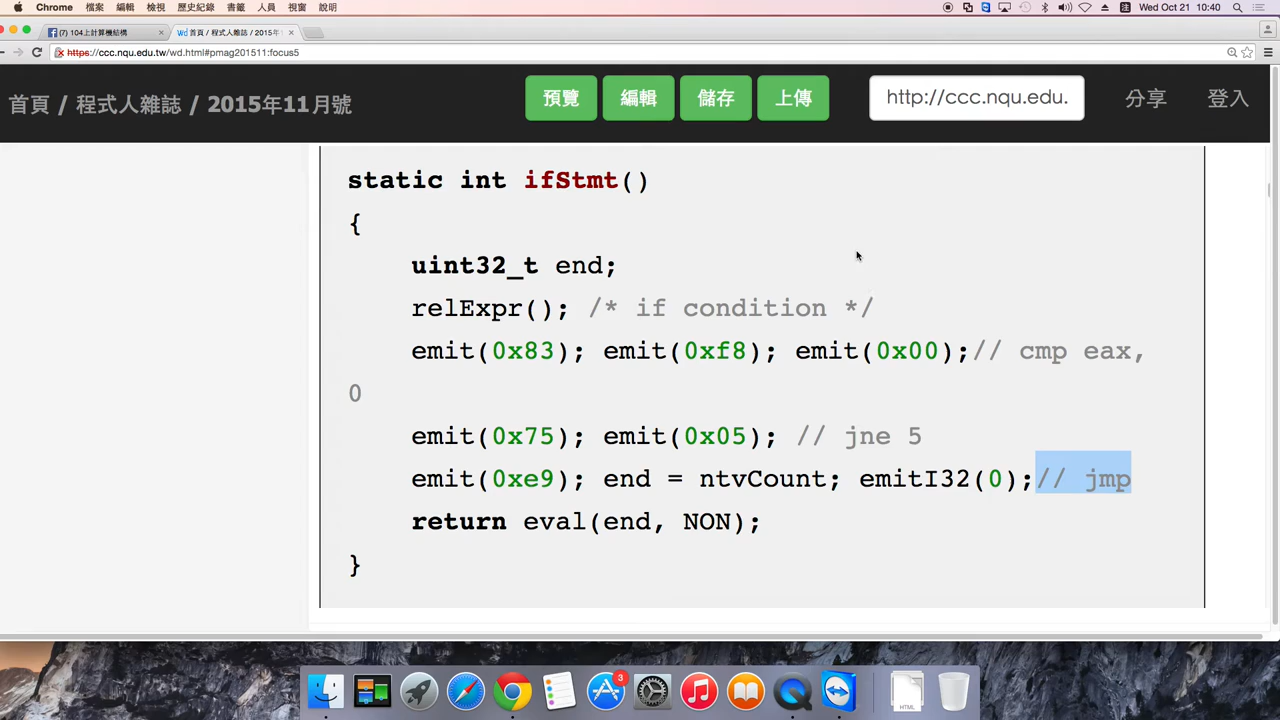 Chrome 檔案 編輯 檢視 歷史紀錄 書籤 人員 視窗 說明 Wed Oct 21 10:40
(7) 104上計算機結構 首頁 / 程式人雜誌 / 2015年1
https://ccc.nqu.edu.tw/wd.html#pmag201511:focus5
首頁 / 程式人雜誌 / 2015年11月號 預覽 編輯 儲存 上傳 http://ccc.nqu.edu. 分享 登入
static int ifStmt()
{
uint32_t end;
relExpr(); /* if condition */
emit(0x83); emit(0xf8); emit(0x00);// cmp eax,
0
emit(0x75); emit(0x05); // jne 5
emit(0xe9); end = ntvCount; emitI32(0);// jmp
return eval(end, NON);
}
3
HTML